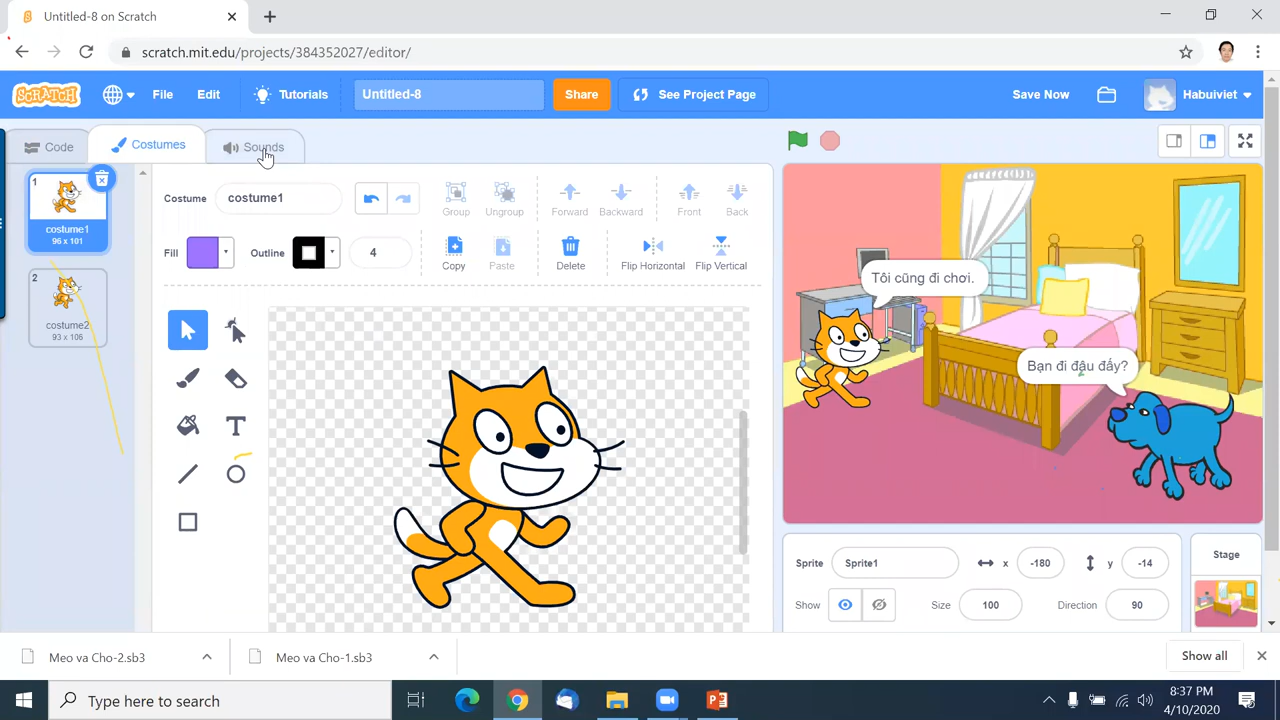 Untitled-8 on Scratch
scratch.mit.edu/projects/384352027/editor/
SCRATCH File Edit Tutorials Untitled-8 Share See Project Page Save Now Habuiviet
Code Costumes Sounds
1
costume1
96 x 101
2
costume2
93 x 106
Costume costume1 Group Ungroup Forward Backward Front Back
Fill Outline 4 Copy Paste Delete Flip Horizontal Flip Vertical
T
Tôi cũng đi chơi.
Bạn đi đậu đấy?
Sprite Sprite1 x -180 y -14
Show Size 100 Direction 90
Stage
Meo va Cho-2.sb3 Meo va Cho-1.sb3 Show all
Type here to search
8:37 PM
4/10/2020